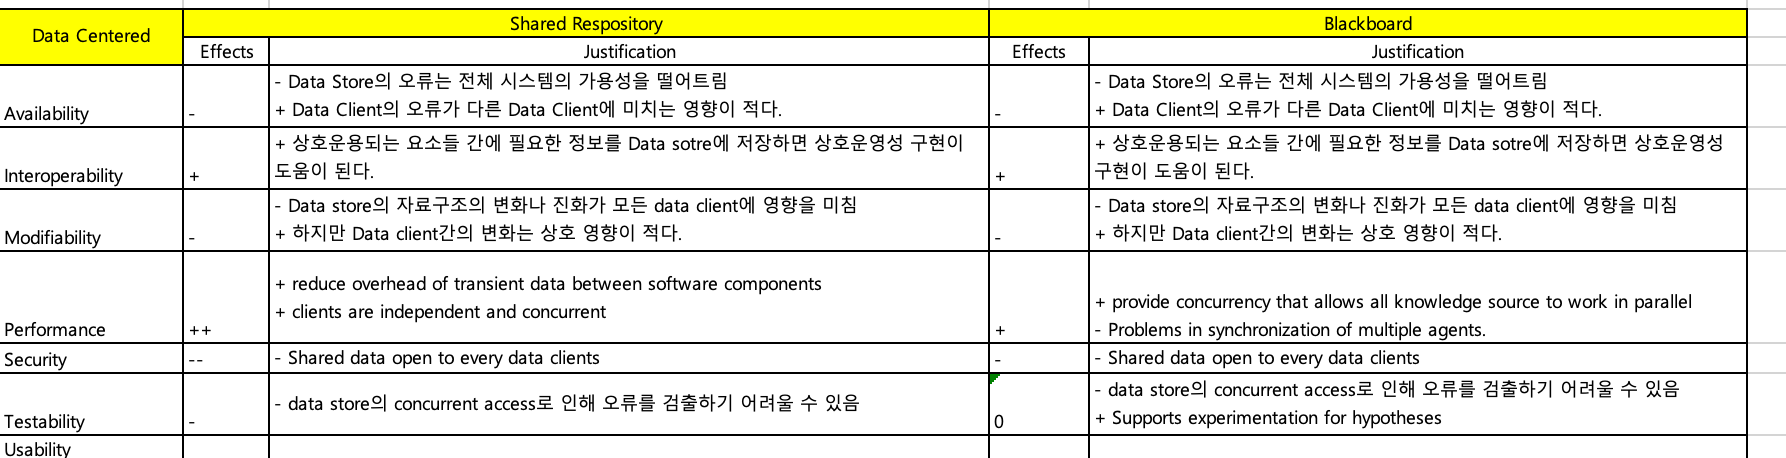 Data Centered
Shared Respository
Blackboard
Effects
Justification
Effects
Justification
Availability
-
- Data Store의 오류는 전체 시스템의 가용성을 떨어트림
+ Data Client의 오류가 다른 Data Client에 미치는 영향이 적다.
-
- Data Store의 오류는 전체 시스템의 가용성을 떨어트림
+ Data Client의 오류가 다른 Data Client에 미치는 영향이 적다.
Interoperability
+
+ 상호운용되는 요소들 간에 필요한 정보를 Data sotre에 저장하면 상호운영성 구현이
도움이 된다.
+
+ 상호운용되는 요소들 간에 필요한 정보를 Data sotre에 저장하면 상호운영성
구현이 도움이 된다.
Modifiability
-
- Data store의 자료구조의 변화나 진화가 모든 data client에 영향을 미침
+ 하지만 Data client간의 변화는 상호 영향이 적다.
-
- Data store의 자료구조의 변화나 진화가 모든 data client에 영향을 미침
+ 하지만 Data client간의 변화는 상호 영향이 적다.
Performance
++
+ reduce overhead of transient data between software components
+ clients are independent and concurrent
+
+ provide concurrency that allows all knowledge source to work in parallel
- Problems in synchronization of multiple agents.
Security
--
- Shared data open to every data clients
-
- Shared data open to every data clients
Testability
-
- data store의 concurrent access로 인해 오류를 검출하기 어려울 수 있음
0
- data store의 concurrent access로 인해 오류를 검출하기 어려울 수 있음
+ Supports experimentation for hypotheses
Usability